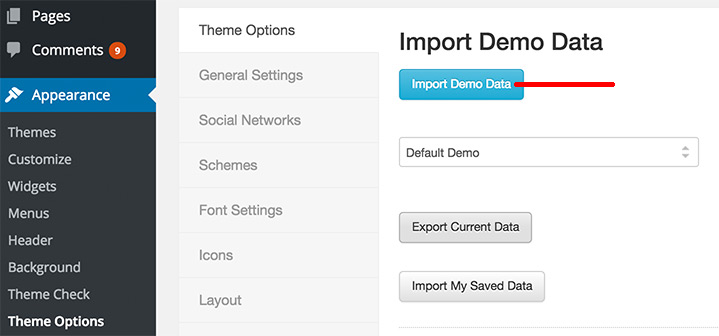 Pages
Comments 9
Appearance
Themes
Customize
Widgets
Menus
Header
Background
Theme Check
Theme Options
Theme Options
General Settings
Social Networks
Schemes
Font Settings
Icons
Layout
Import Demo Data
Import Demo Data
Default Demo
Export Current Data
Import My Saved Data